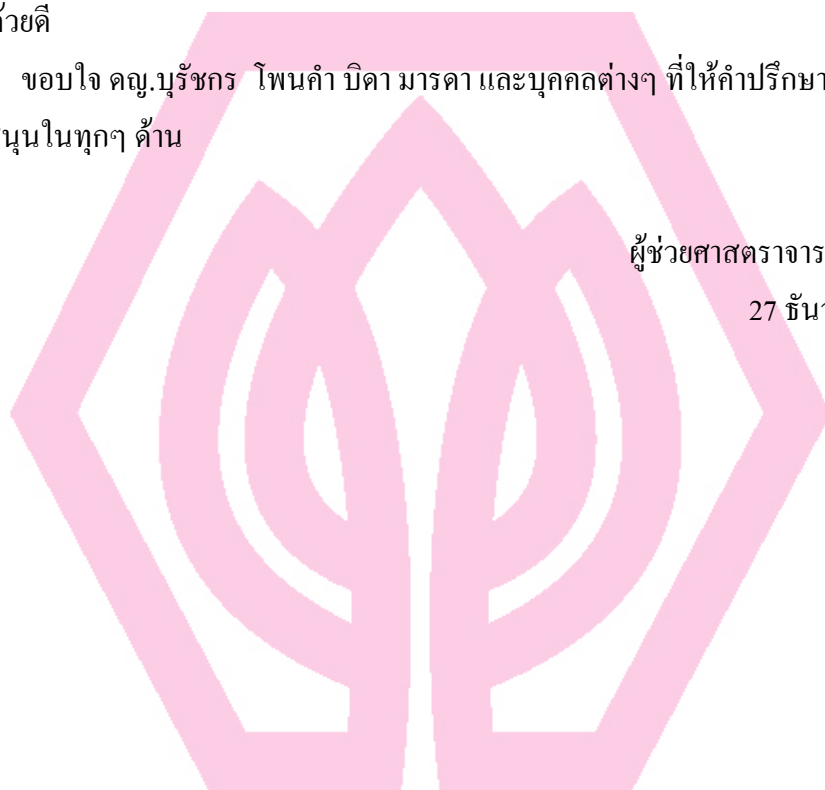 ด้วยดี
ขอบใจ ดญ.บุรัชกร โพนคำ บิดา มารดา และบุคคลต่างๆ ที่ให้คำปรึกษา
นุนในทุกๆ ด้าน
ผู้ช่วยศาสตราจาร
27 ธันว